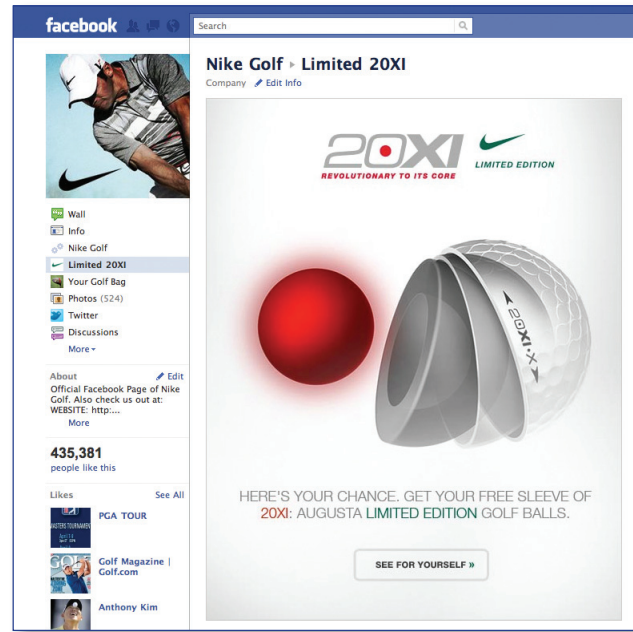 facebook
Search
Nike Golf ▸ Limited 20XI
Company Edit Info
20XI
REVOLUTIONARY TO ITS CORE
LIMITED EDITION
20XI·X
HERE'S YOUR CHANCE. GET YOUR FREE SLEEVE OF
20XI: AUGUSTA LIMITED EDITION GOLF BALLS.
SEE FOR YOURSELF »
Wall
Info
Nike Golf
Limited 20XI
Your Golf Bag
Photos (524)
Twitter
Discussions
More
About Edit
Official Facebook Page of Nike
Golf. Also check us out at:
WEBSITE: http:...
More
435,381
people like this
Likes See All
PGA TOUR
Golf Magazine |
Golf.com
GOLF
Anthony Kim